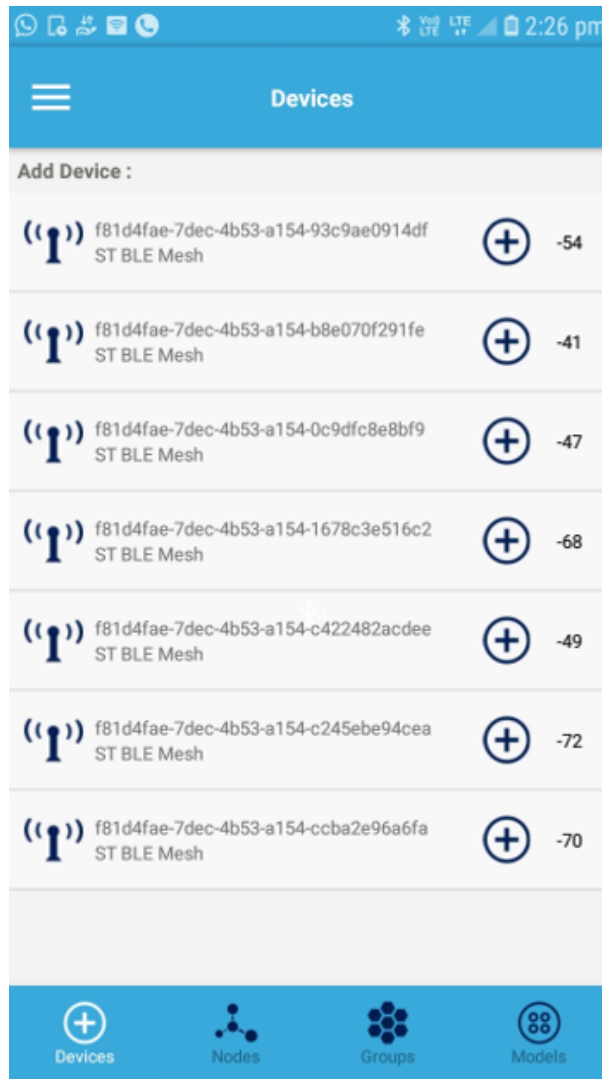 VoD LTE LTE 2:26 pm
Devices
Add Device :
f81d4fae-7dec-4b53-a154-93c9ae0914df
ST BLE Mesh
-54
f81d4fae-7dec-4b53-a154-b8e070f291fe
ST BLE Mesh
-41
f81d4fae-7dec-4b53-a154-0c9dfc8e8bf9
ST BLE Mesh
-47
f81d4fae-7dec-4b53-a154-1678c3e516c2
ST BLE Mesh
-68
f81d4fae-7dec-4b53-a154-c422482acdee
ST BLE Mesh
-49
f81d4fae-7dec-4b53-a154-c245ebe94cea
ST BLE Mesh
-72
f81d4fae-7dec-4b53-a154-ccba2e96a6fa
ST BLE Mesh
-70
Devices Nodes Groups Models